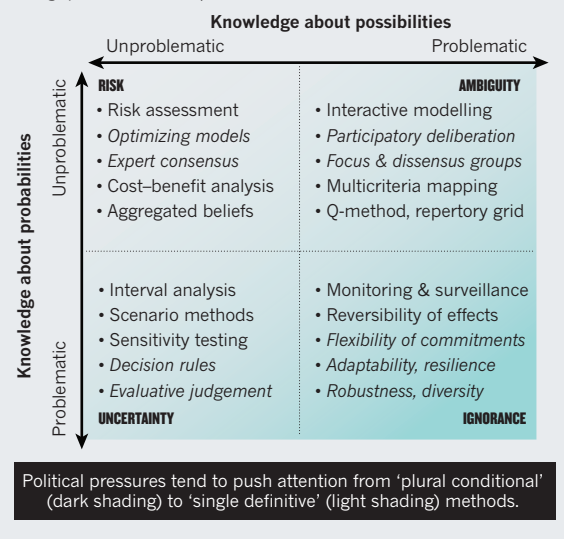 Knowledge about possibilities
Unproblematic
Problematic
Knowledge about probabilities
Unproblematic
Problematic
RISK
• Risk assessment
• Optimizing models
• Expert consensus
• Cost–benefit analysis
• Aggregated beliefs
AMBIGUITY
• Interactive modelling
• Participatory deliberation
• Focus & dissensus groups
• Multicriteria mapping
• Q-method, repertory grid
• Interval analysis
• Scenario methods
• Sensitivity testing
• Decision rules
• Evaluative judgement
UNCERTAINTY
• Monitoring & surveillance
• Reversibility of effects
• Flexibility of commitments
• Adaptability, resilience
• Robustness, diversity
IGNORANCE
Political pressures tend to push attention from ‘plural conditional’
(dark shading) to ‘single definitive’ (light shading) methods.